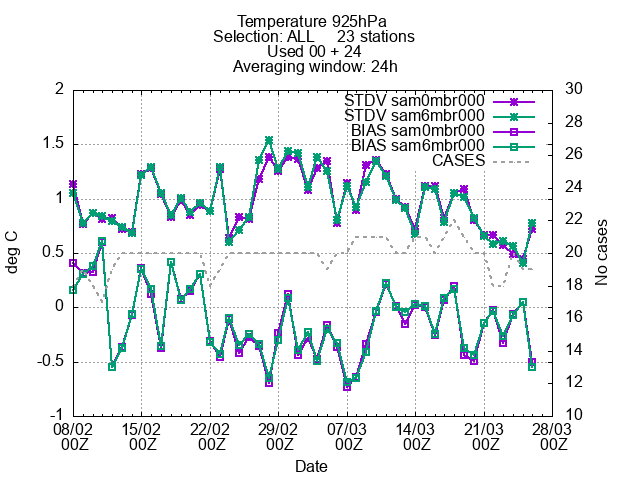 Temperature 925hPa
Selection: ALL 23 stations
Used 00 + 24
Averaging window: 24h
STDV sam0mbr000
STDV sam6mbr000
BIAS sam0mbr000
BIAS sam6mbr000
CASES
2
1.5
1
0.5
0
-0.5
-1
deg C
30
28
26
24
22
20
18
16
14
12
10
No cases
08/02 15/02 22/02 29/02 07/03 14/03 21/03 28/03
00Z 00Z 00Z 00Z 00Z 00Z 00Z 00Z
Date